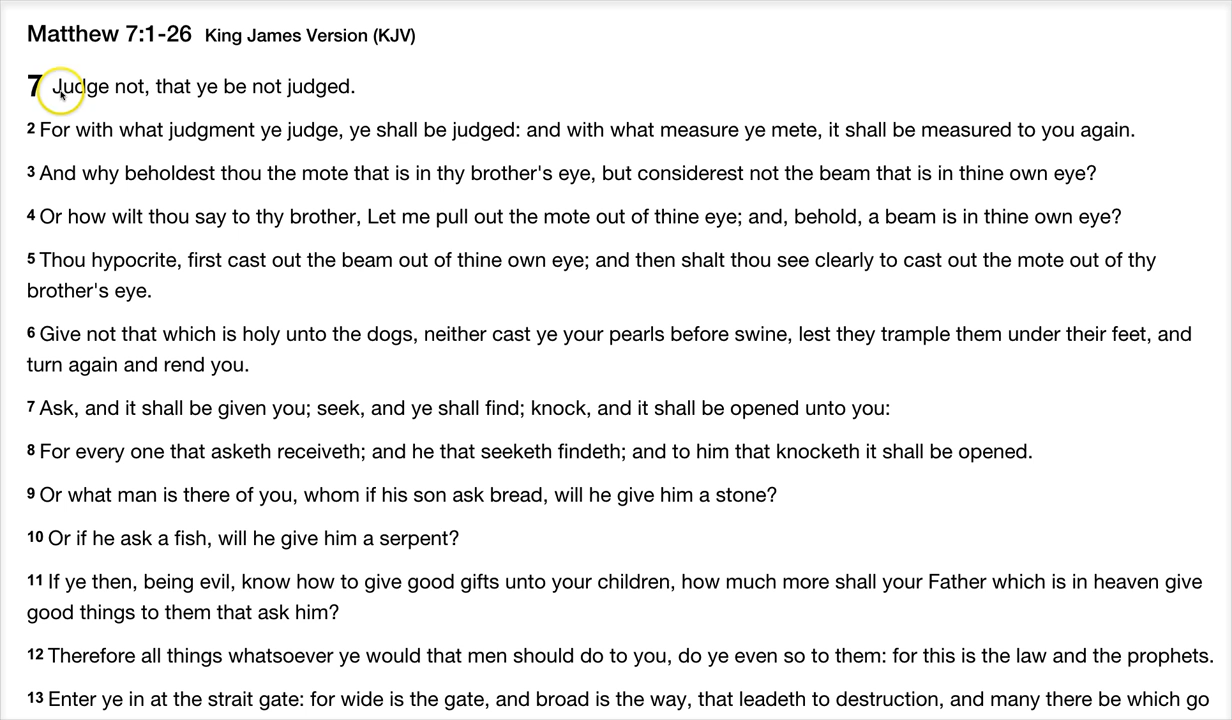 Matthew 7:1-26 King James Version (KJV)
7 Judge not, that ye be not judged.
2 For with what judgment ye judge, ye shall be judged: and with what measure ye mete, it shall be measured to you again.
3 And why beholdest thou the mote that is in thy brother's eye, but considerest not the beam that is in thine own eye?
4 Or how wilt thou say to thy brother, Let me pull out the mote out of thine eye; and, behold, a beam is in thine own eye?
5 Thou hypocrite, first cast out the beam out of thine own eye; and then shalt thou see clearly to cast out the mote out of thy
brother's eye.
6 Give not that which is holy unto the dogs, neither cast ye your pearls before swine, lest they trample them under their feet, and
turn again and rend you.
7 Ask, and it shall be given you; seek, and ye shall find; knock, and it shall be opened unto you:
8 For every one that asketh receiveth; and he that seeketh findeth; and to him that knocketh it shall be opened.
9 Or what man is there of you, whom if his son ask bread, will he give him a stone?
10 Or if he ask a fish, will he give him a serpent?
11 If ye then, being evil, know how to give good gifts unto your children, how much more shall your Father which is in heaven give
good things to them that ask him?
12 Therefore all things whatsoever ye would that men should do to you, do ye even so to them: for this is the law and the prophets.
13 Enter ye in at the strait gate: for wide is the gate, and broad is the way, that leadeth to destruction, and many there be which go